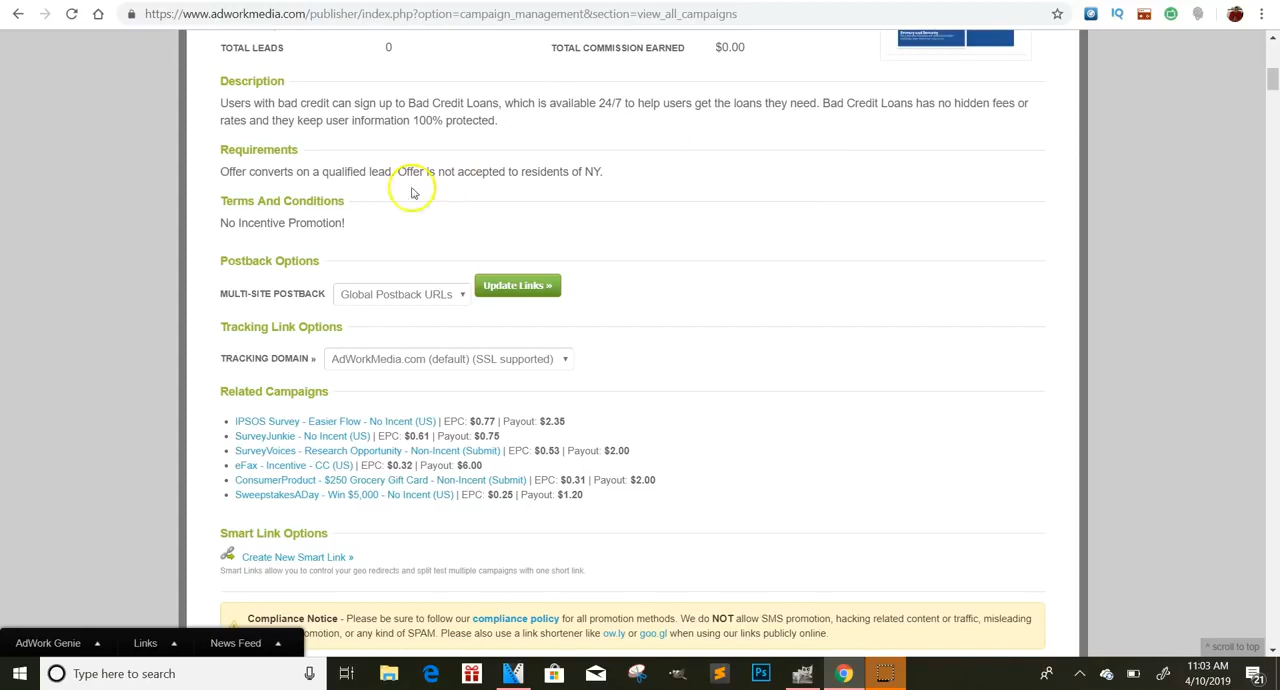 https://www.adworkmedia.com/publisher/index.php?option=campaign_management&section=view_all_campaigns
TOTAL LEADS 0 TOTAL COMMISSION EARNED $0.00
Description
Users with bad credit can sign up to Bad Credit Loans, which is available 24/7 to help users get the loans they need. Bad Credit Loans has no hidden fees or
rates and they keep user information 100% protected.
Requirements
Offer converts on a qualified lead. Offer is not accepted to residents of NY.
Terms And Conditions
No Incentive Promotion!
Postback Options
MULTI-SITE POSTBACK Global Postback URLs Update Links »
Tracking Link Options
TRACKING DOMAIN » AdWorkMedia.com (default) (SSL supported)
Related Campaigns
IPSOS Survey - Easier Flow - No Incent (US) | EPC: $0.77 | Payout: $2.35
SurveyJunkie - No Incent (US) | EPC: $0.61 | Payout: $0.75
SurveyVoices - Research Opportunity - Non-Incent (Submit) | EPC: $0.53 | Payout: $2.00
eFax - Incentive - CC (US) | EPC: $0.32 | Payout: $6.00
ConsumerProduct - $250 Grocery Gift Card - Non-Incent (Submit) | EPC: $0.31 | Payout: $2.00
SweepstakesADay - Win $5,000 - No Incent (US) | EPC: $0.25 | Payout: $1.20
Smart Link Options
Create New Smart Link »
Smart Links allow you to control your geo redirects and split test multiple campaigns with one short link.
Compliance Notice - Please be sure to follow our compliance policy for all promotion methods. We do NOT allow SMS promotion, hacking related content or traffic, misleading
omotion, or any kind of SPAM. Please also use a link shortener like ow.ly or goo.gl when using our links publicly online.
AdWork Genie Links News Feed ^ scroll to top
Type here to search
11:03 AM
4/10/2019
21